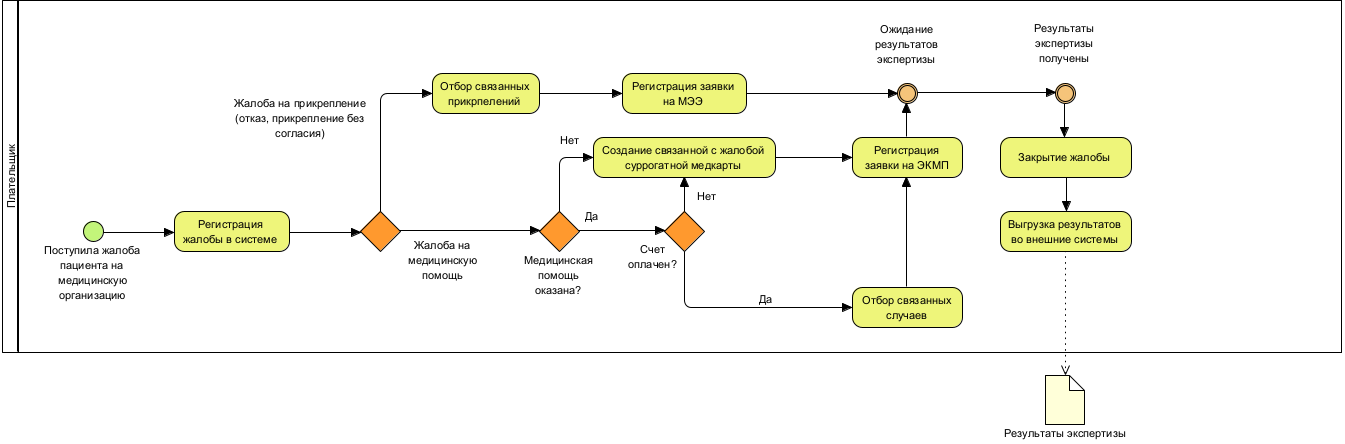 Плательщик
Поступила жалоба
пациента на
медицинскую
организацию
Регистрация
жалобы в системе
Жалоба на прикрепление
(отказ, прикрепление без
согласия)
Отбор связанных
прикрпелений
Регистрация заявки
на МЭЭ
Ожидание
результатов
экспертизы
Результаты
экспертизы
получены
Жалоба на
медицинскую
помощь
Медицинская
помощь
оказана?
Нет
Да
Создание связанной с жалобой
суррогатной медкарты
Счет
оплачен?
Нет
Да
Отбор связанных
случаев
Регистрация
заявки на ЭКМП
Закрытие жалобы
Выгрузка результатов
во внешние системы
Результаты экспертизы